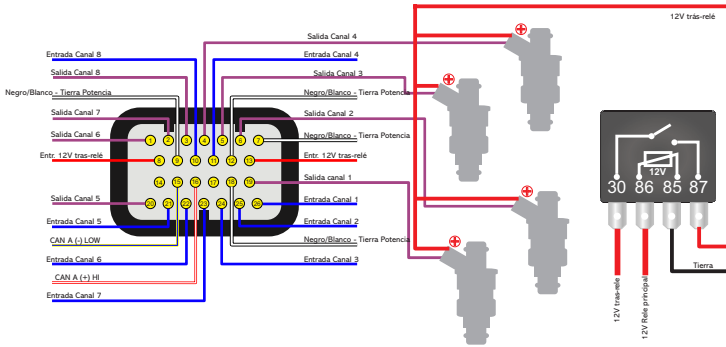 12V trás-relé
Salida Canal 4
Entrada Canal 8
Entrada Canal 4
Salida Canal 8
Salida Canal 3
Negro/Blanco - Tierra Potencia
Negro/Blanco - Tierra Potencia
Salida Canal 7
Salida Canal 2
Salida Canal 6
Negro/Blanco - Tierra Potencia
1 2 3 4 5 6 7
Entr. 12V tras-relé
Entr. 12V tras-relé
8 9 10 11 12 13
Salida canal 1
14 15 16 17 18 19
Salida Canal 5
Entrada Canal 1
20 21 22 23 24 25 26
Entrada Canal 5
Entrada Canal 2
CAN A (-) LOW
Negro/Blanco - Tierra Potencia
Entrada Canal 6
Entrada Canal 3
CAN A (+) HI
Entrada Canal 7
12V
30 86 85 87
Tierra
12V tras-rele
12V Relé principal